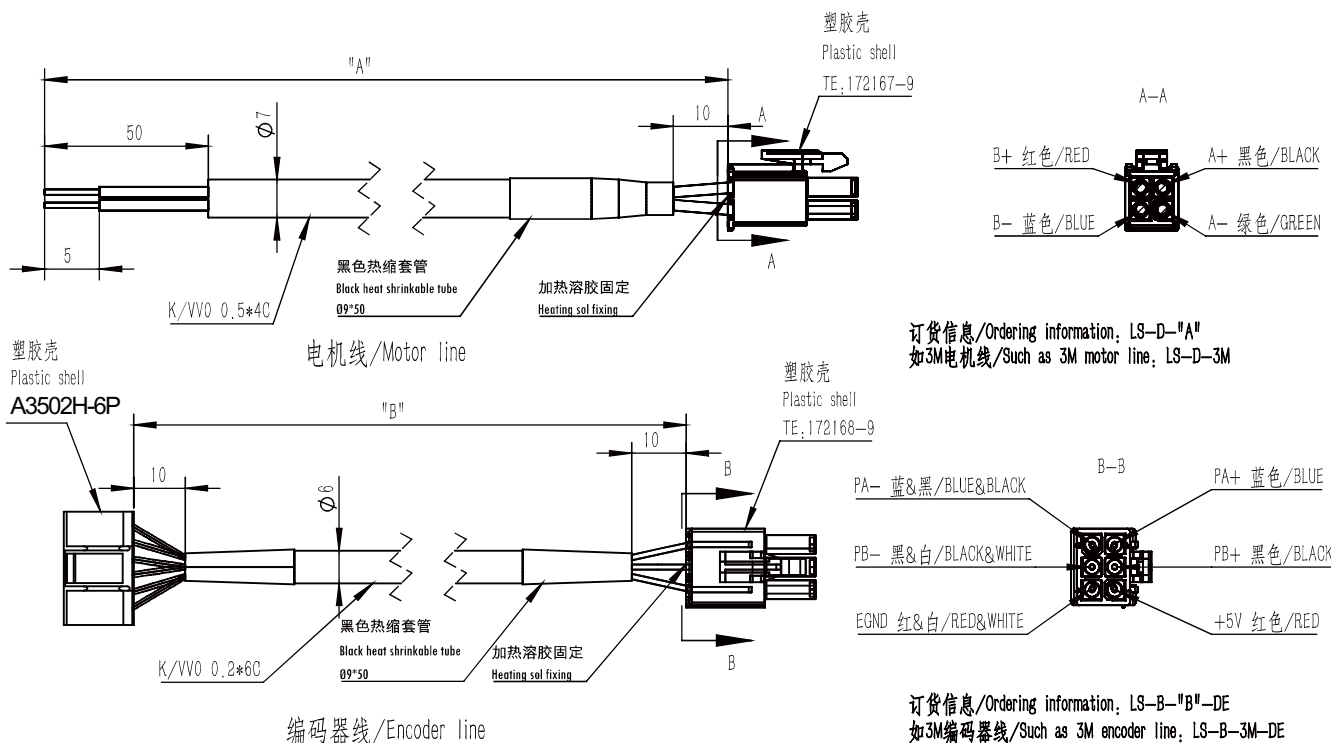 塑胶壳
Plastic shell
TE:172167-9
"A"
50
Ø7
10
A
5
A
K/VVO 0.5*4C
黑色热缩套管
Black heat shrinkable tube
Ø9*50
加热溶胶固定
Heating sol fixing
电机线/Motor line
A-A
B+ 红色/RED
A+ 黑色/BLACK
B- 蓝色/BLUE
A- 绿色/GREEN
订货信息/Ordering information: LS-D-"A"
如3M电机线/Such as 3M motor line: LS-D-3M
塑胶壳
Plastic shell
A3502H-6P
"B"
10
Ø6
10
B
塑胶壳
Plastic shell
TE:172168-9
B
K/VVO 0.2*6C
黑色热缩套管
Black heat shrinkable tube
Ø9*50
加热溶胶固定
Heating sol fixing
编码器线/Encoder line
B-B
PA- 蓝&黑/BLUE&BLACK
PA+ 蓝色/BLUE
PB- 黑&白/BLACK&WHITE
PB+ 黑色/BLACK
EGND 红&白/RED&WHITE
+5V 红色/RED
订货信息/Ordering information: LS-B-"B"-DE
如3M编码器线/Such as 3M encoder line: LS-B-3M-DE